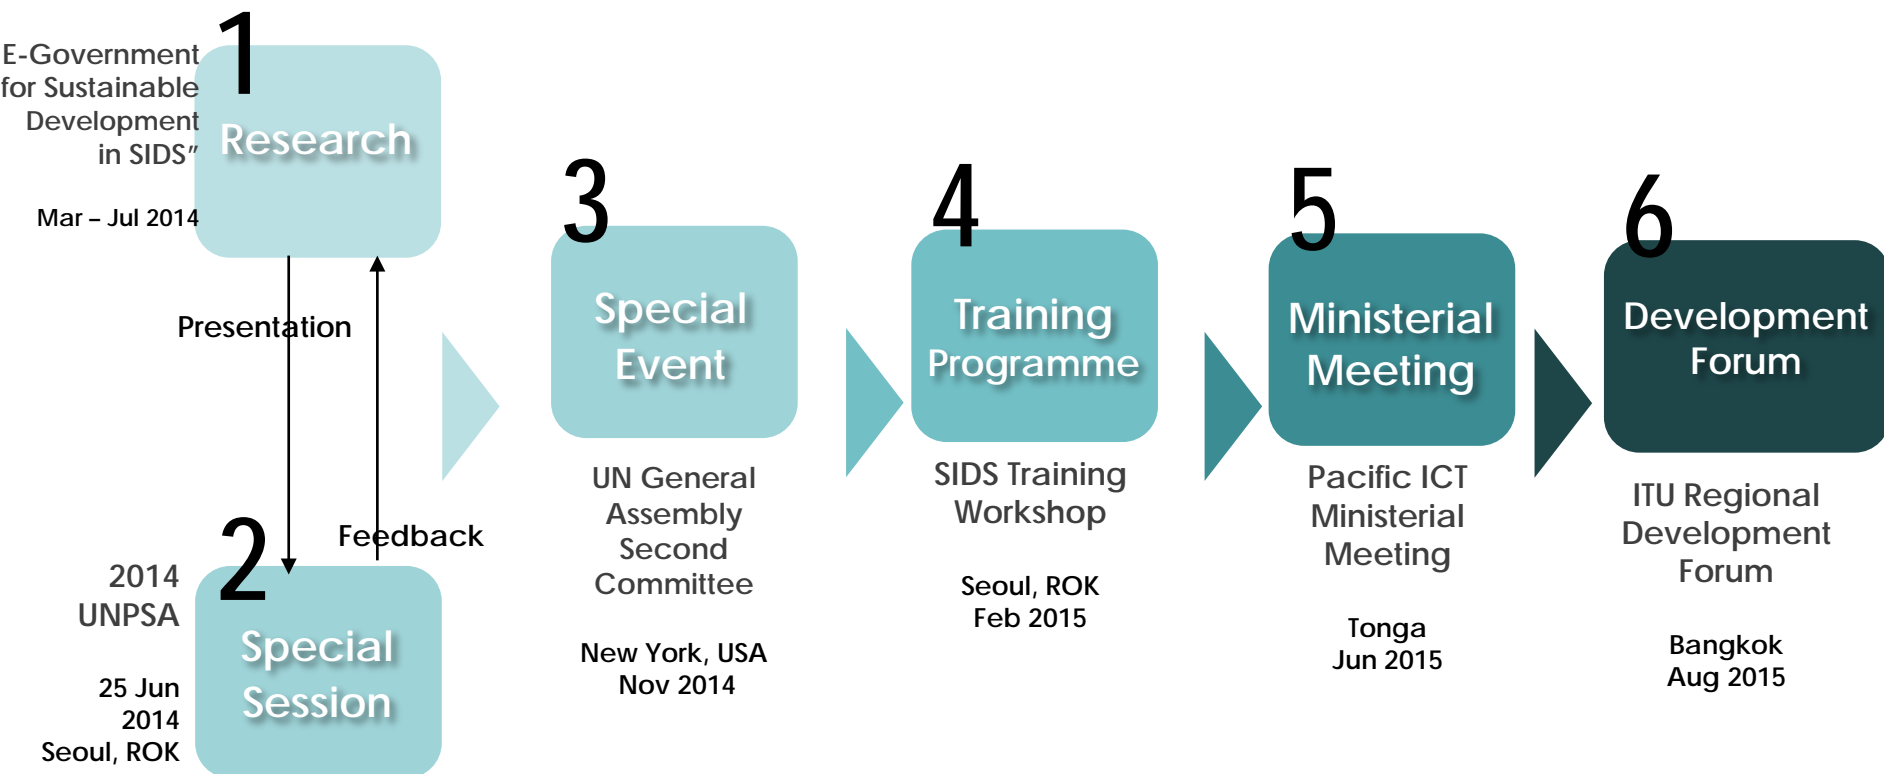 1
E-Government
for Sustainable
Development
in SIDS"
Mar – Jul 2014
Research
Presentation
Feedback
2
2014
UNPSA
25 Jun
2014
Seoul, ROK
Special
Session
3
Special
Event
UN General
Assembly
Second
Committee
New York, USA
Nov 2014
4
Training
Programme
SIDS Training
Workshop
Seoul, ROK
Feb 2015
5
Ministerial
Meeting
Pacific ICT
Ministerial
Meeting
Tonga
Jun 2015
6
Development
Forum
ITU Regional
Development
Forum
Bangkok
Aug 2015